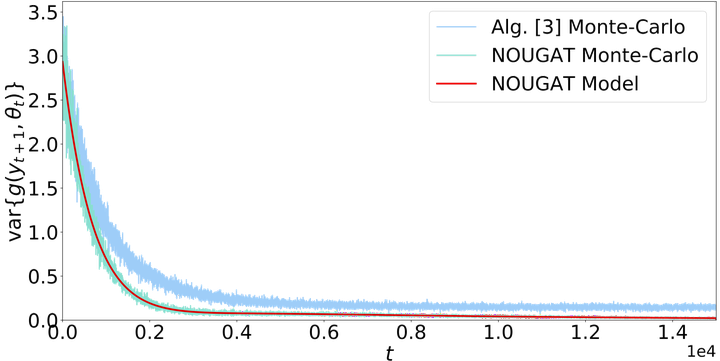 3.5
3.0
2.5
2.0
1.5
1.0
0.5
0.0
var{g(y_{t+1}, θ_t)}
Alg. [3] Monte-Carlo
NOUGAT Monte-Carlo
NOUGAT Model
0.0 0.2 0.4 0.6 0.8 1.0 1.2 1.4
1e4
t